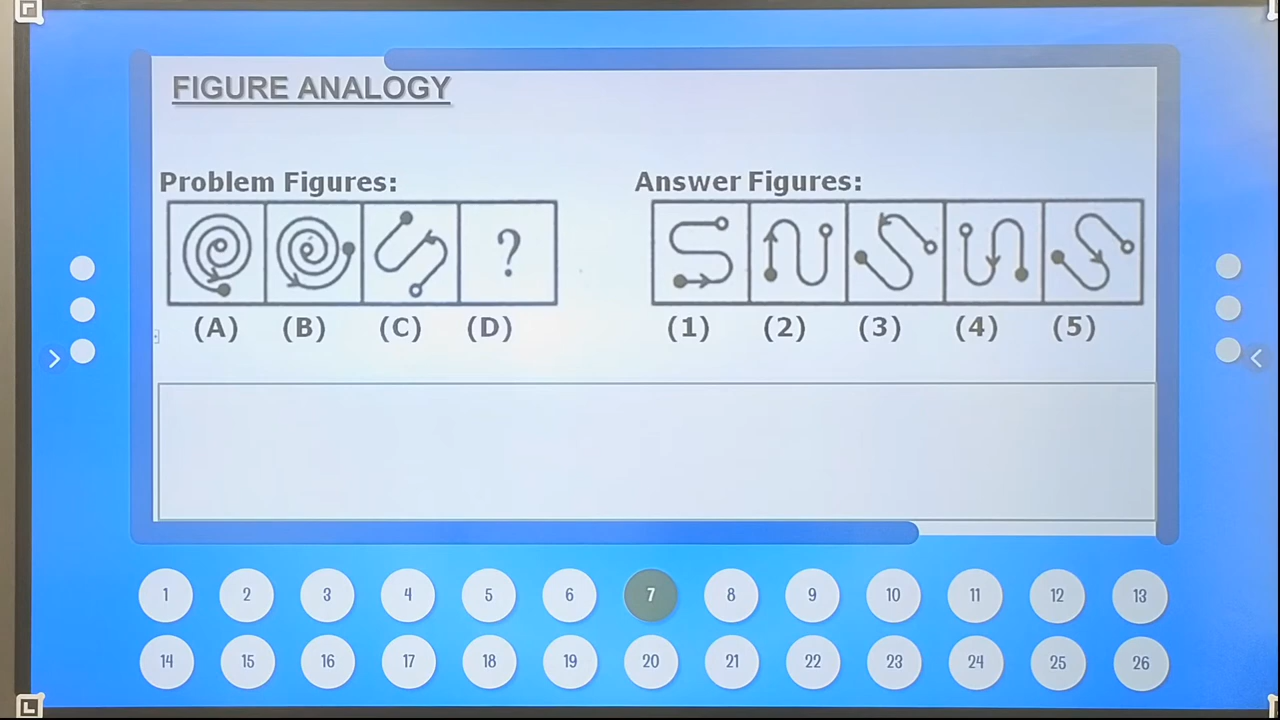 FIGURE ANALOGY
Problem Figures:
Answer Figures:
?
(A) (B) (C) (D)
(1) (2) (3) (4) (5)
1 2 3 4 5 6 7 8 9 10 11 12 13
14 15 16 17 18 19 20 21 22 23 24 25 26